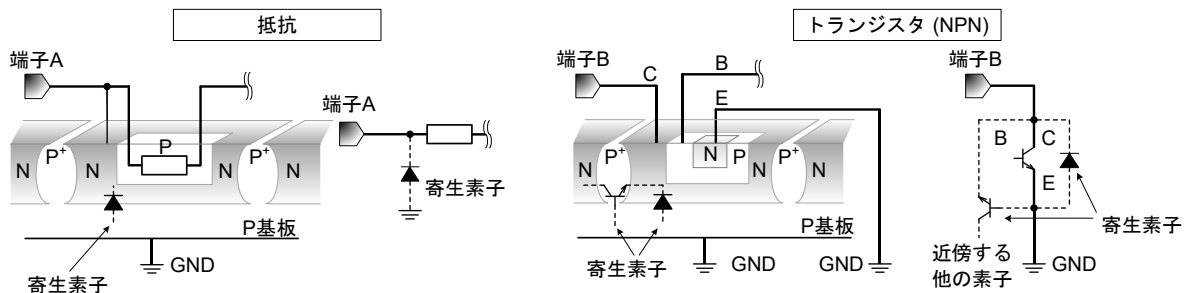 抵抗
トランジスタ (NPN)
端子A
端子A
N
P+
N
P
N
P+
N
寄生素子
P基板
寄生素子
GND
端子B
C
B
E
N
P+
N
N
P
P+
N
P基板
寄生素子
GND
GND
端子B
B
C
E
寄生素子
近傍する
他の素子
GND